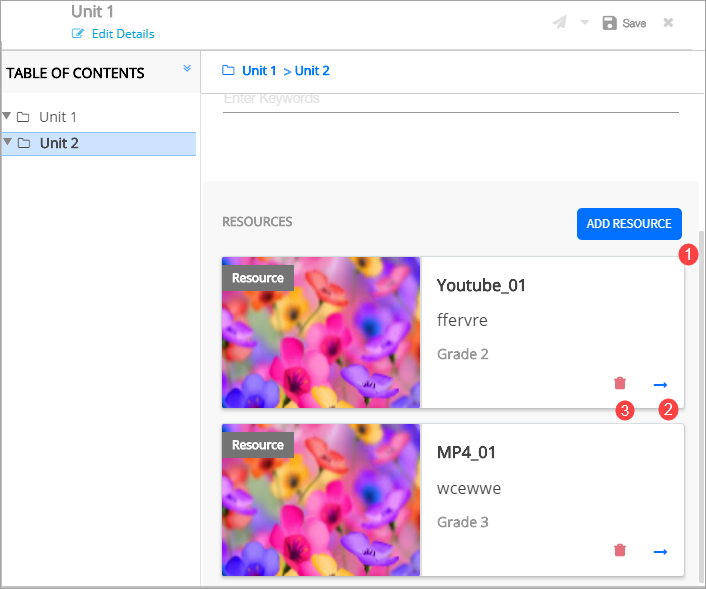 Unit 1
Edit Details
Save
TABLE OF CONTENTS
Unit 1 > Unit 2
Unit 1
Unit 2
Enter Keywords
RESOURCES
ADD RESOURCE
1
Resource
Youtube_01
ffervre
Grade 2
3
2
Resource
MP4_01
wcewwe
Grade 3